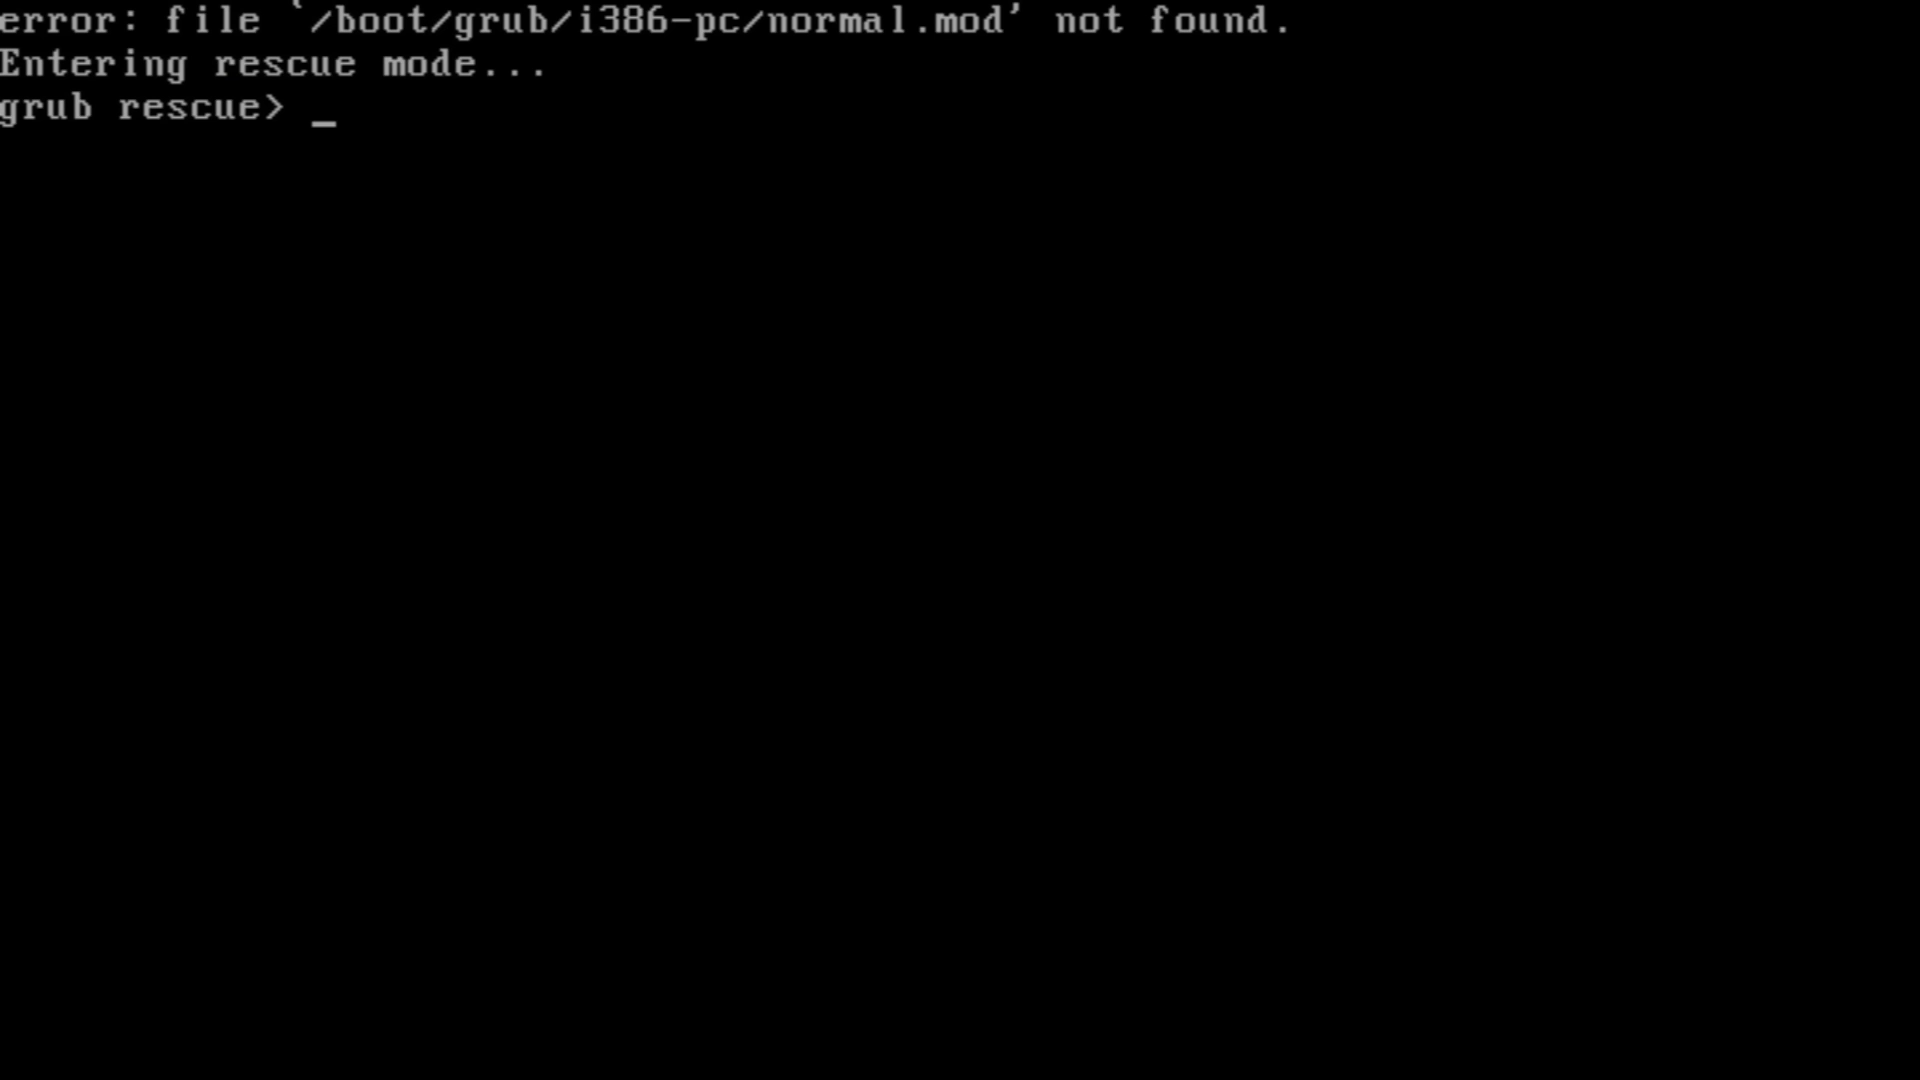 error: file `/boot/grub/i386-pc/normal.mod' not found.
Entering rescue mode...
grub rescue> _